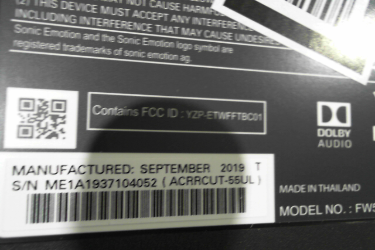 (2) THIS DEVICE MUST ACCEPT ANY INTERFERENCE
INCLUDING INTERFERENCE THAT MAY CAUSE UNDESI
Sonic Emotion and the Sonic Emotion logo symbol are
registered trademarks of sonic emotion ag.
Contains FCC ID : YZP-ETWFFTBC01
DOLBY
AUDIO
MANUFACTURED: SEPTEMBER 2019 T
S/N ME1A1937104052 ( ACRRCUT-55UL )
MADE IN THAILAND
MODEL NO. : FW5